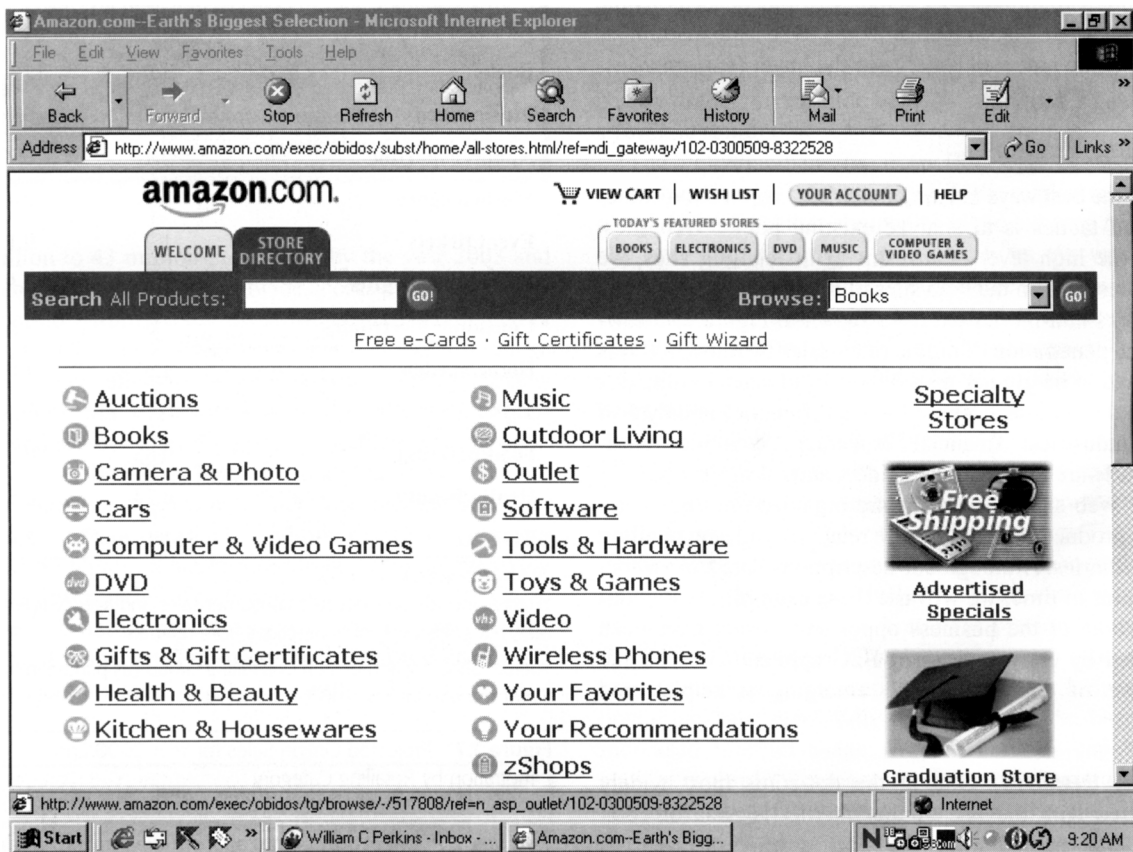 Amazon.com--Earth's Biggest Selection - Microsoft Internet Explorer
File Edit View Favorites Tools Help
Back Forward Stop Refresh Home Search Favorites History Mail Print Edit »
Address http://www.amazon.com/exec/obidos/subst/home/all-stores.html/ref=ndi_gateway/102-0300509-8322528 Go Links »
amazon.com. VIEW CART | WISH LIST | YOUR ACCOUNT | HELP
TODAY'S FEATURED STORES
WELCOME STORE DIRECTORY BOOKS ELECTRONICS DVD MUSIC COMPUTER & VIDEO GAMES
Search All Products: GO! Browse: Books GO!
Free e-Cards · Gift Certificates · Gift Wizard
Auctions
Books
Camera & Photo
Cars
Computer & Video Games
dvd DVD
Electronics
Gifts & Gift Certificates
Health & Beauty
Kitchen & Housewares
Music
Outdoor Living
$ Outlet
Software
Tools & Hardware
Toys & Games
vhs Video
Wireless Phones
Your Favorites
Your Recommendations
zShops
Specialty
Stores
Free
Shipping
Advertised
Specials
Graduation Store
http://www.amazon.com/exec/obidos/tg/browse/-/517808/ref=n_asp_outlet/102-0300509-8322528 Internet
Start » William C Perkins - Inbox - ... Amazon.com--Earth's Bigg... N 9:20 AM